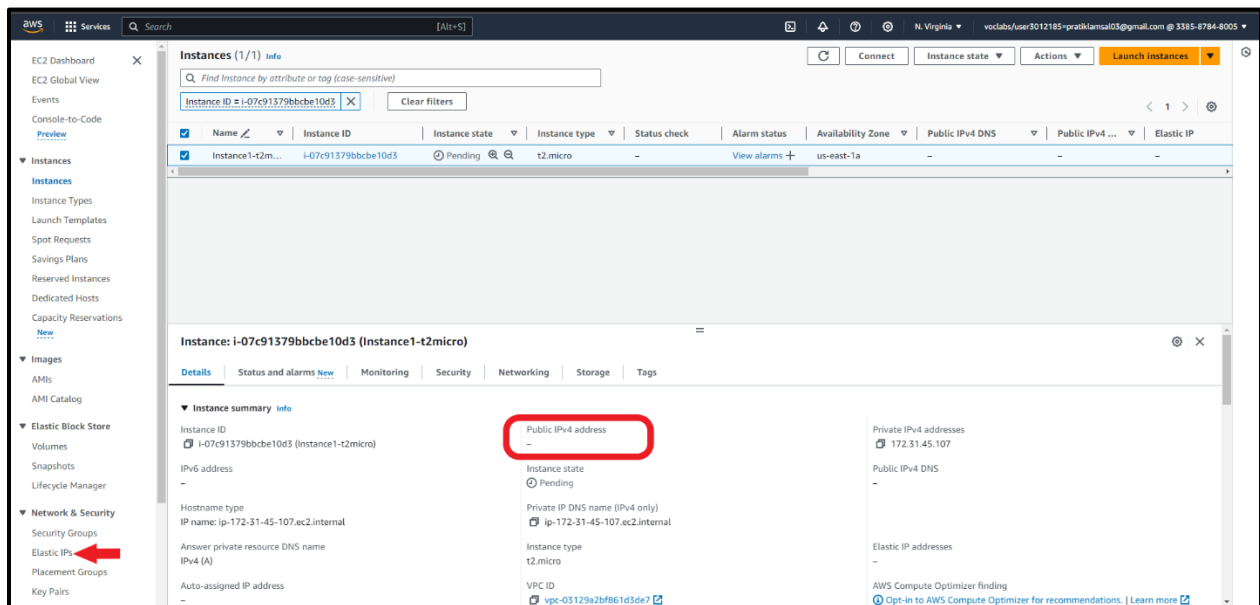 aws Services Search [Alt+S] N. Virginia voclabs/user3012185=pratiklamsal03@gmail.com @ 3385-8784-8005
EC2 Dashboard
EC2 Global View
Events
Console-to-Code
Preview
Instances
Instances
Instance Types
Launch Templates
Spot Requests
Savings Plans
Reserved Instances
Dedicated Hosts
Capacity Reservations
New
Images
AMIs
AMI Catalog
Elastic Block Store
Volumes
Snapshots
Lifecycle Manager
Network & Security
Security Groups
Elastic IPs
Placement Groups
Key Pairs
Instances (1/1) Info Connect Instance state Actions Launch instances
Find Instance by attribute or tag (case-sensitive)
Instance ID = i-07c91379bbcbe10d3 Clear filters 1
Name Instance ID Instance state Instance type Status check Alarm status Availability Zone Public IPv4 DNS Public IPv4 ... Elastic IP
Instance1-t2m... i-07c91379bbcbe10d3 Pending t2.micro – View alarms + us-east-1a – – –
Instance: i-07c91379bbcbe10d3 (Instance1-t2micro)
Details Status and alarms New Monitoring Security Networking Storage Tags
Instance summary Info
Instance ID Public IPv4 address Private IPv4 addresses
i-07c91379bbcbe10d3 (Instance1-t2micro) – 172.31.45.107
IPv6 address Instance state Public IPv4 DNS
– Pending –
Hostname type Private IP DNS name (IPv4 only)
IP name: ip-172-31-45-107.ec2.internal ip-172-31-45-107.ec2.internal
Answer private resource DNS name Instance type Elastic IP addresses
IPv4 (A) t2.micro –
Auto-assigned IP address VPC ID AWS Compute Optimizer finding
– vpc-03129a2bf861d3de7 Opt-in to AWS Compute Optimizer for recommendations. | Learn more